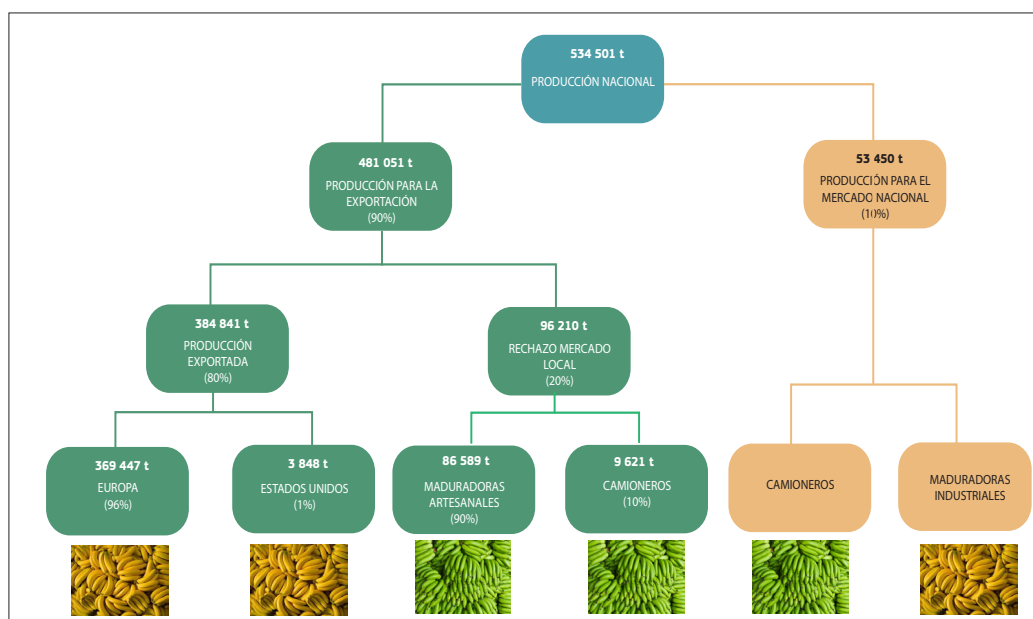 534 501 t
PRODUCCIÓN NACIONAL
481 051 t
PRODUCCIÓN PARA LA
EXPORTACIÓN
(90%)
53 450 t
PRODUCCIÓN PARA EL
MERCADO NACIONAL
(10%)
384 841 t
PRODUCCIÓN
EXPORTADA
(80%)
96 210 t
RECHAZO MERCADO
LOCAL
(20%)
369 447 t
EUROPA
(96%)
3 848 t
ESTADOS UNIDOS
(1%)
86 589 t
MADURADORAS
ARTESANALES
(90%)
9 621 t
CAMIONEROS
(10%)
CAMIONEROS
MADURADORAS
INDUSTRIALES